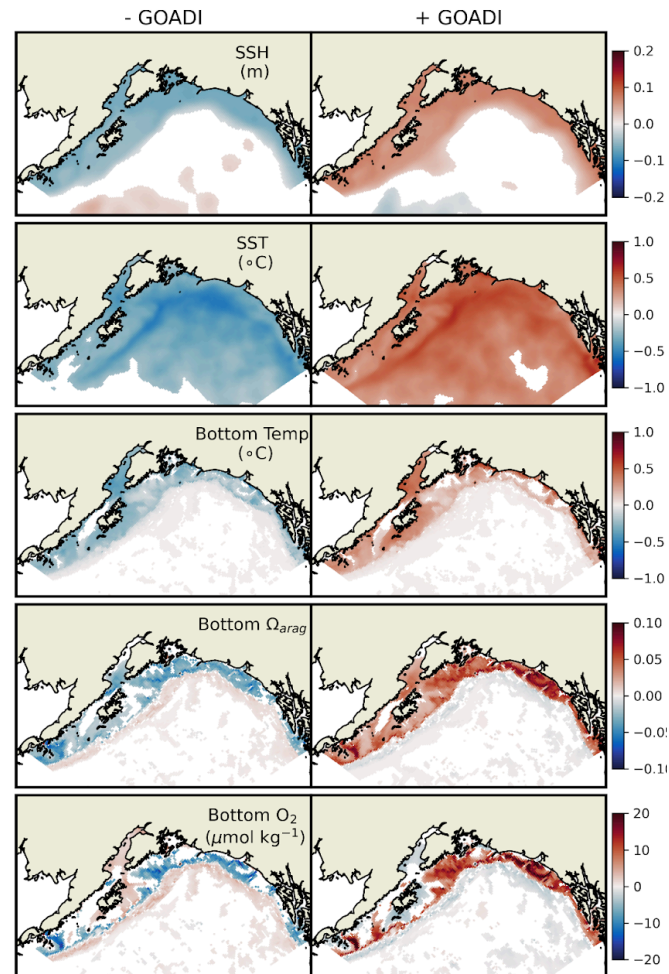 - GOADI
+ GOADI
SSH
(m)
0.2
0.1
0.0
-0.1
-0.2
SST
(∘C)
1.0
0.5
0.0
-0.5
-1.0
Bottom Temp
(∘C)
1.0
0.5
0.0
-0.5
-1.0
Bottom Ωarag
0.10
0.05
0.00
-0.05
-0.10
Bottom O2
(μmol kg−1)
20
10
0
-10
-20